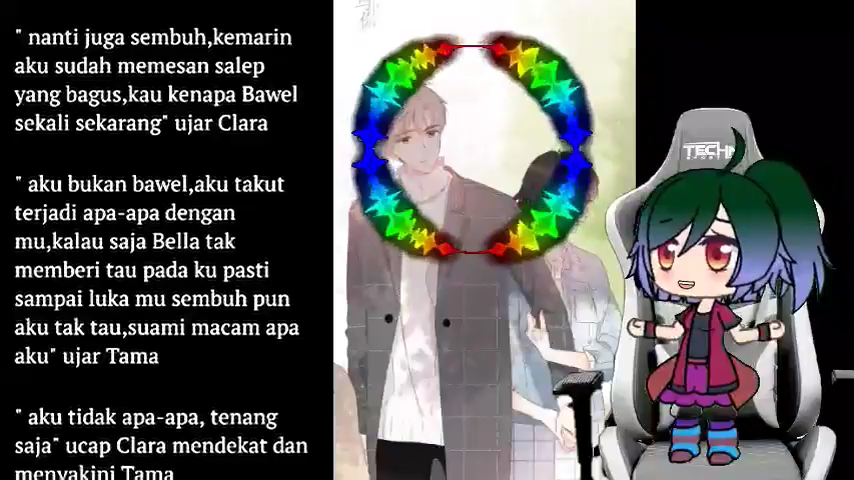 " nanti juga sembuh,kemarin
aku sudah memesan salep
yang bagus,kau kenapa Bawel
sekali sekarang" ujar Clara
" aku bukan bawel,aku takut
terjadi apa-apa dengan
mu,kalau saja Bella tak
memberi tau pada ku pasti
sampai luka mu sembuh pun
aku tak tau,suami macam apa
aku" ujar Tama
" aku tidak apa-apa, tenang
saja" ucap Clara mendekat dan
menyakini Tama
TECHNI